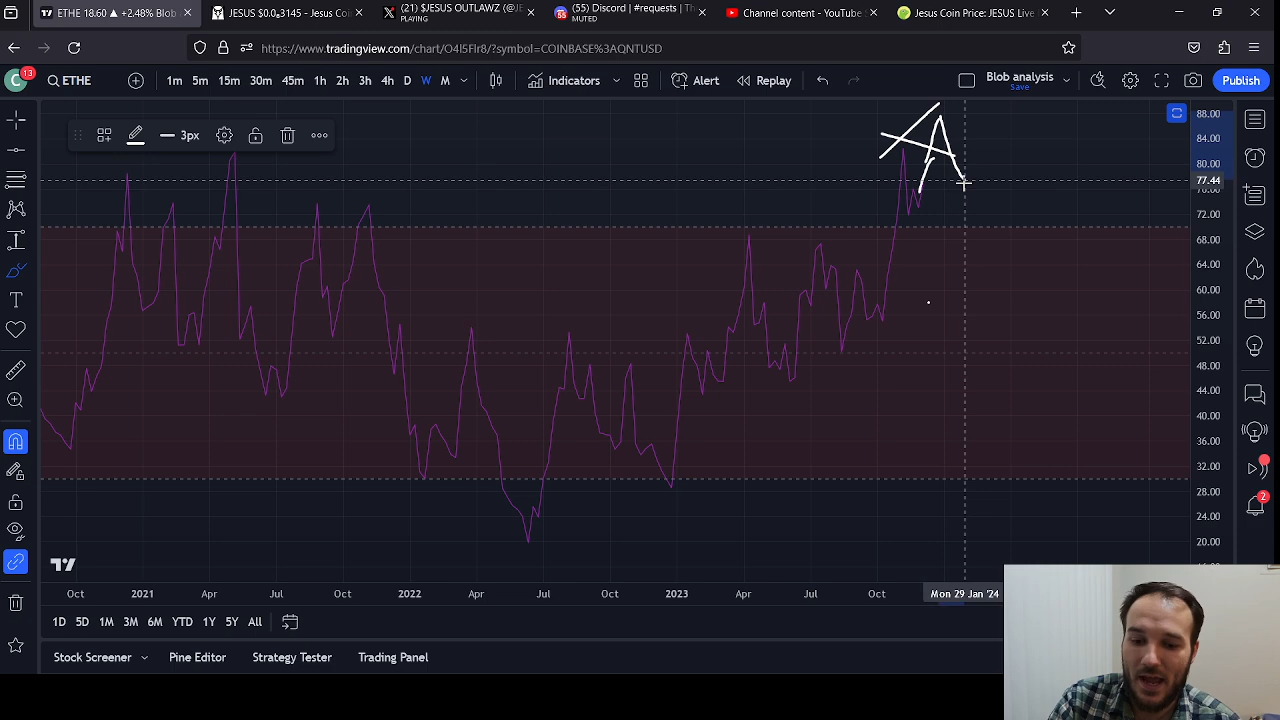 ETHE 18.60 ▲ +2.48% Blob
JESUS $0.0₈3145 - Jesus Coi
(21) $JESUS OUTLAWZ (@JE
PLAYING
(55) Discord | #requests | Th
MUTED
Channel content - YouTube S
Jesus Coin Price: JESUS Live
https://www.tradingview.com/chart/O4I5FIr8/?symbol=COINBASE%3AQNTUSD
C 13 ETHE 1m 5m 15m 30m 45m 1h 2h 3h 4h D W M Indicators Alert Replay Blob analysis Save Publish
3px
88.00
84.00
80.00
77.44
76.00
72.00
68.00
64.00
60.00
56.00
52.00
48.00
44.00
40.00
36.00
32.00
28.00
24.00
20.00
Oct 2021 Apr Jul Oct 2022 Apr Jul Oct 2023 Apr Jul Oct Mon 29 Jan '24
1D 5D 1M 3M 6M YTD 1Y 5Y All
Stock Screener Pine Editor Strategy Tester Trading Panel
2